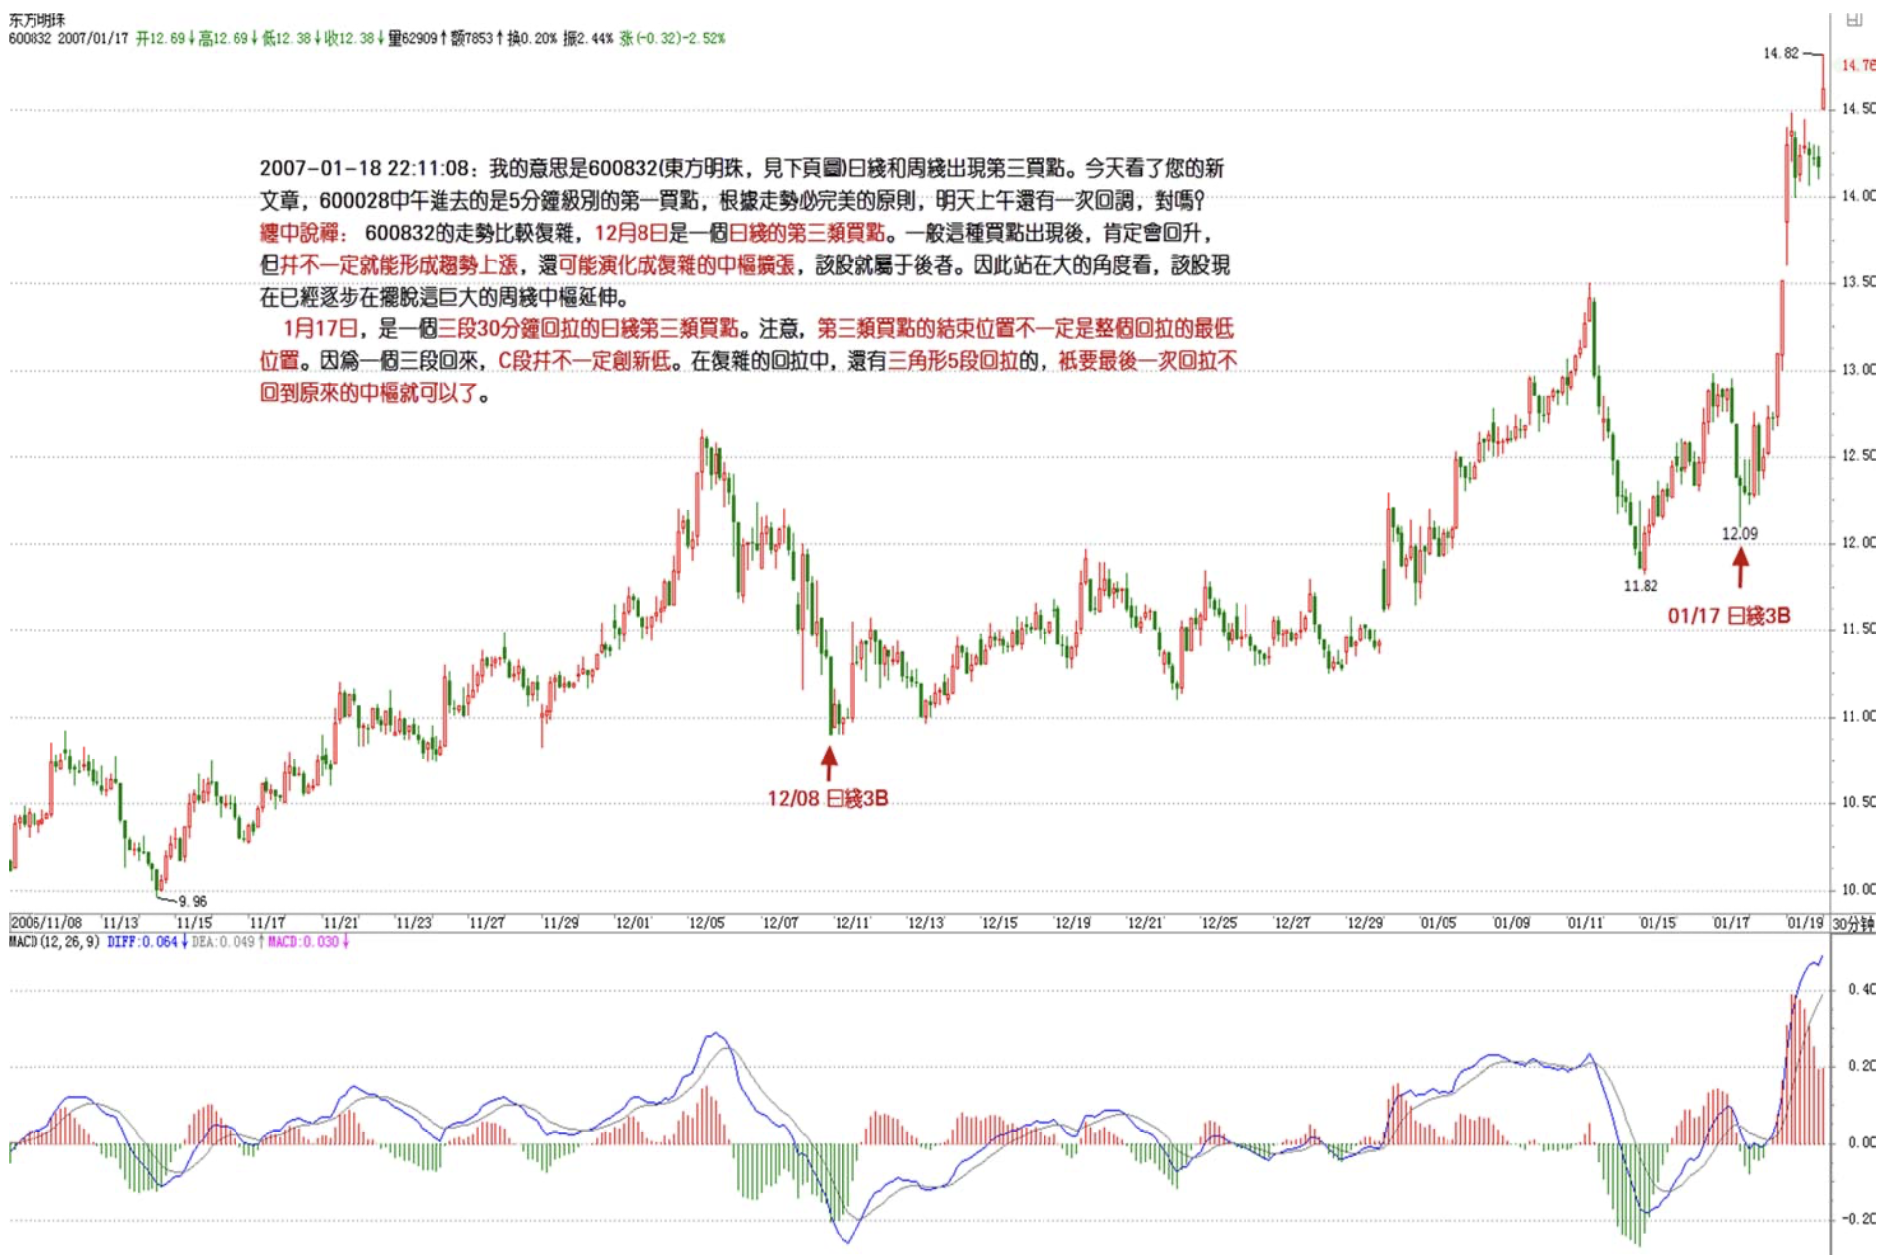 东方明珠
600832 2007/01/17 开12.69↓高12.69↓低12.38↓收12.38↓量62909↑额7853↑换0.20% 振2.44% 涨(-0.32)-2.52%
14.82
14.76
14.50
2007-01-18 22:11:08：我的意思是600832(東方明珠，見下頁圖)日綫和周綫出現第三買點。今天看了您的新
文章，600028中午進去的是5分鐘級別的第一買點，根據走勢必完美的原則，明天上午還有一次回調，對嗎？
14.00
纏中說禪： 600832的走勢比較復雜，12月8日是一個日綫的第三類買點。一般這種買點出現後，肯定會回升，
但幷不一定就能形成趨勢上漲，還可能演化成復雜的中樞擴張，該股就屬于後者。因此站在大的角度看，該股現
在已經逐步在擺脫這巨大的周綫中樞延伸。
13.50
1月17日，是一個三段30分鐘回拉的日綫第三類買點。注意，第三類買點的結束位置不一定是整個回拉的最低
位置。因爲一個三段回來，C段幷不一定創新低。在復雜的回拉中，還有三角形5段回拉的，衹要最後一次回拉不
回到原來的中樞就可以了。
13.00
12.50
12.09
12.00
11.82
01/17 日綫3B
11.50
11.00
12/08 日綫3B
10.50
9.96
10.00
2006/11/08 11/13 11/15 11/17 11/21 11/23 11/27 11/29 12/01 12/05 12/07 12/11 12/13 12/15 12/19 12/21 12/25 12/27 12/29 01/05 01/09 01/11 01/15 01/17 01/19 30分钟
MACD(12,26,9) DIFF:0.064↓DEA:0.049↑MACD:0.030↓
0.40
0.20
0.00
-0.20